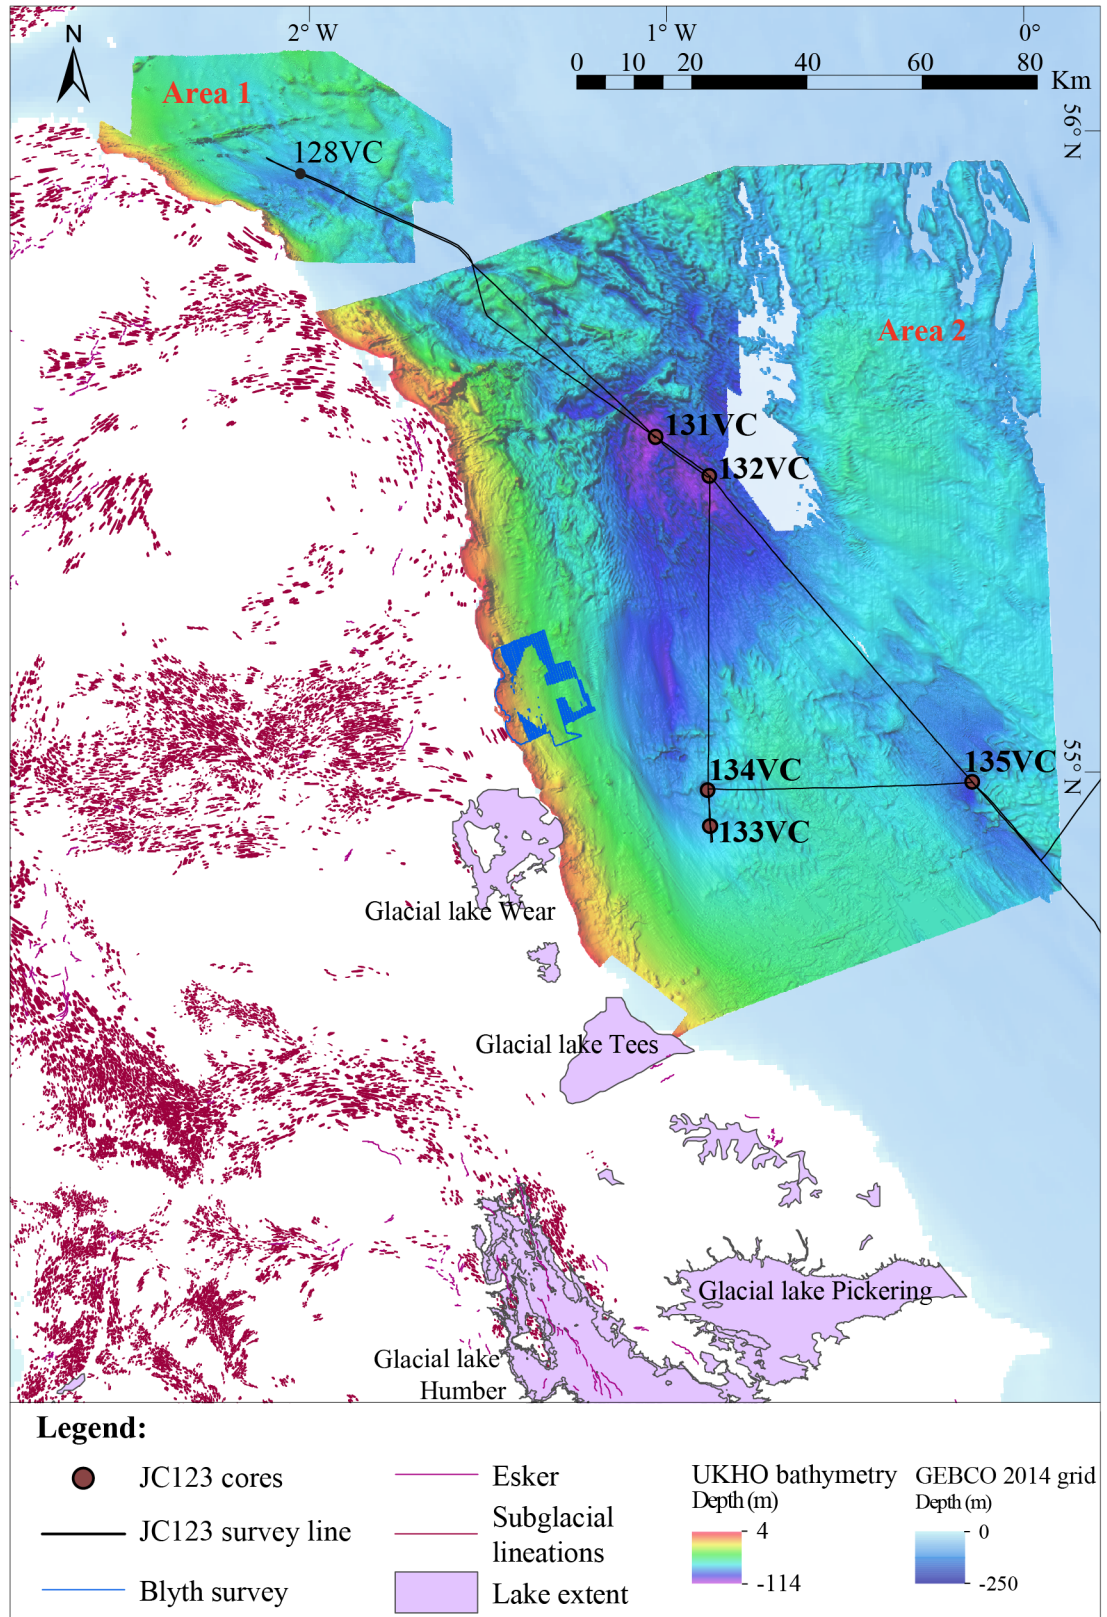 N
2° W
1° W
0°
0 10 20 40 60 80
Km
Area 1
56° N
128VC
Area 2
131VC
132VC
55° N
134VC
135VC
133VC
Glacial lake Wear
Glacial lake Tees
Glacial lake Pickering
Glacial lake
Humber
Legend:
JC123 cores
JC123 survey line
Blyth survey
Esker
Subglacial
lineations
Lake extent
UKHO bathymetry
Depth (m)
4
-114
GEBCO 2014 grid
Depth (m)
0
-250